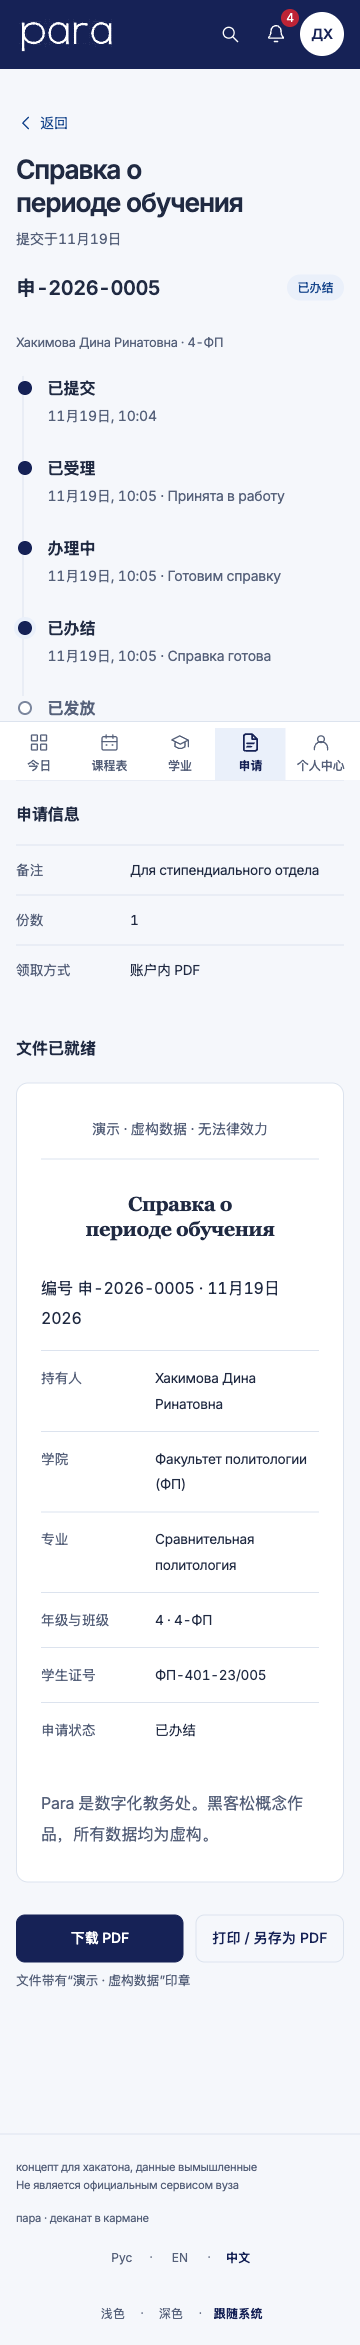 para
4
ДХ
返回
Справка о
периоде обучения
提交于11月19日
申-2026-0005
已办结
Хакимова Дина Ринатовна · 4-ФП
已提交
11月19日, 10:04
已受理
11月19日, 10:05 · Принята в работу
办理中
11月19日, 10:05 · Готовим справку
已办结
11月19日, 10:05 · Справка готова
已发放
今日
课程表
学业
申请
个人中心
申请信息
备注
Для стипендиального отдела
份数
1
领取方式
账户内 PDF
文件已就绪
演示 · 虚构数据 · 无法律效力
Справка о
периоде обучения
编号 申-2026-0005 · 11月19日
2026
持有人
Хакимова Дина
Ринатовна
学院
Факультет политологии
(ФП)
专业
Сравнительная
политология
年级与班级
4 · 4-ФП
学生证号
ФП-401-23/005
申请状态
已办结
Para 是数字化教务处。黑客松概念作
品，所有数据均为虚构。
下载 PDF
打印 / 另存为 PDF
文件带有“演示 · 虚构数据”印章
концепт для хакатона, данные вымышленные
Не является официальным сервисом вуза
пара · деканат в кармане
Рус · EN · 中文
浅色 · 深色 · 跟随系统